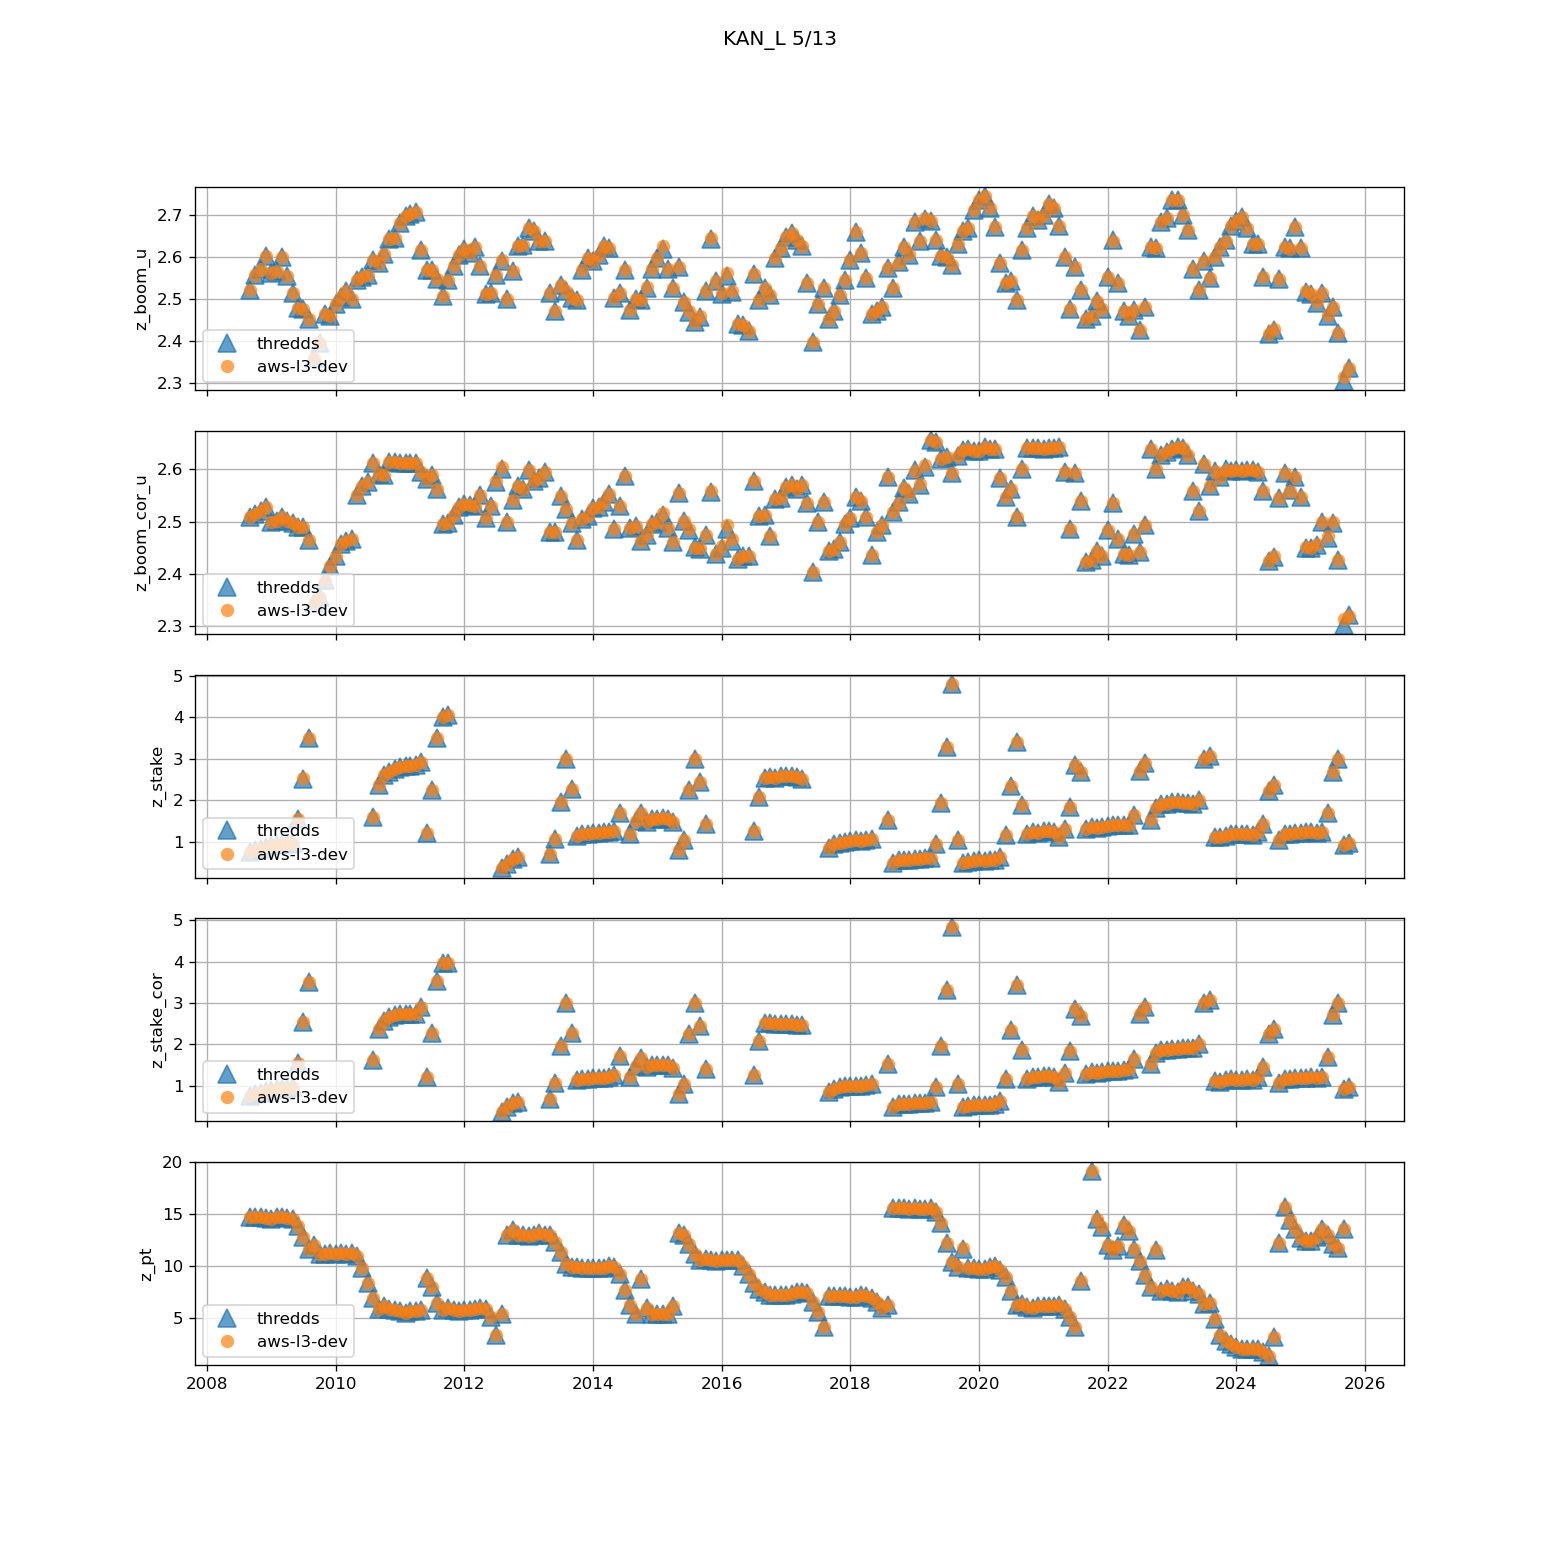 KAN_L 5/13
z_boom_u
2.7
2.6
2.5
2.4
2.3
thredds
aws-l3-dev
z_boom_cor_u
2.6
2.5
2.4
2.3
thredds
aws-l3-dev
z_stake
5
4
3
2
1
thredds
aws-l3-dev
z_stake_cor
5
4
3
2
1
thredds
aws-l3-dev
z_pt
20
15
10
5
thredds
aws-l3-dev
2008 2010 2012 2014 2016 2018 2020 2022 2024 2026